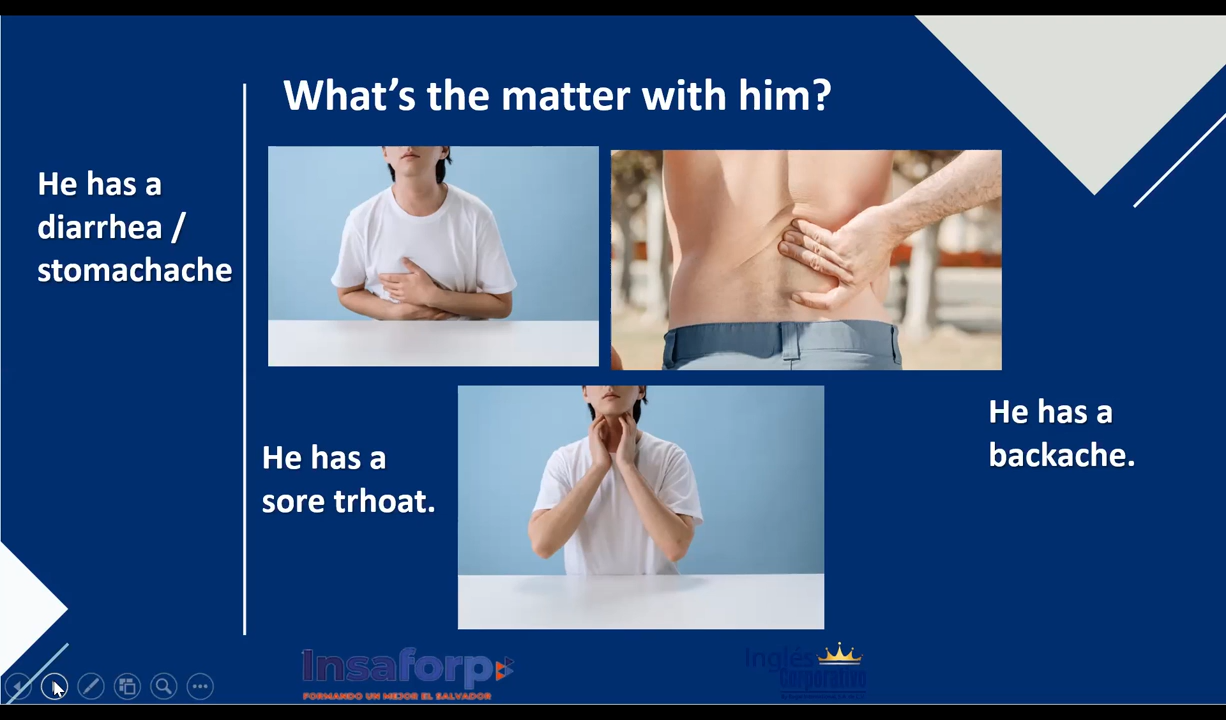 What's the matter with him?
He has a
diarrhea /
stomachache
He has a
backache.
He has a
sore trhoat.
Insaforp
FORMANDO UN MEJOR EL SALVADOR
Inglés
Corporativo